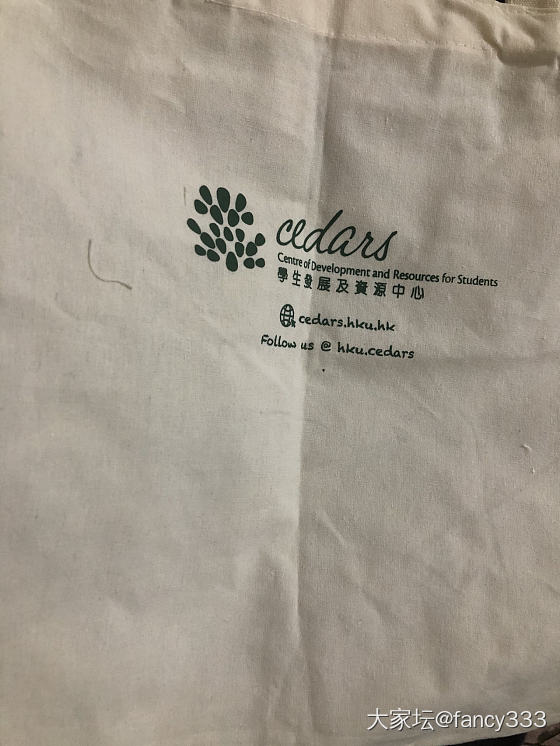 cedars
Centre of Development and Resources for Students
學生發展及資源中心
cedars.hku.hk
Follow us @ hku.cedars
大家坛@fancy333